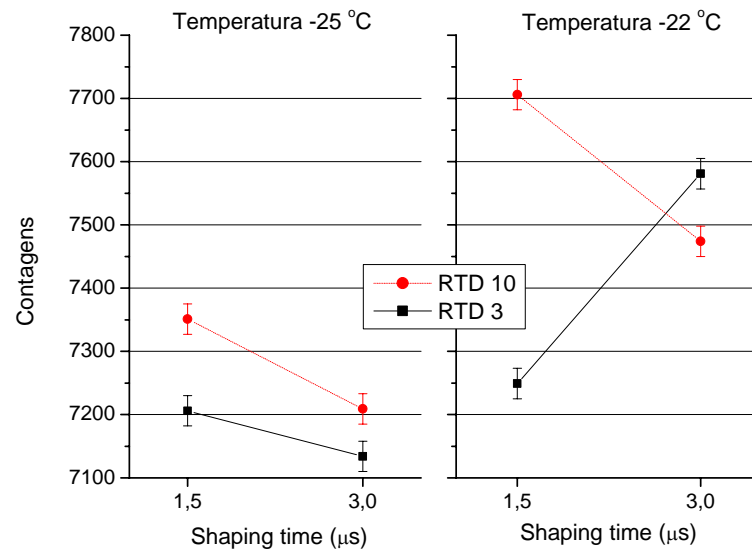 Temperatura -25 °C
Temperatura -22 °C
7800
7700
7600
7500
7400
7300
7200
7100
Contagens
RTD 10
RTD 3
1,5
3,0
1,5
3,0
Shaping time (μs)
Shaping time (μs)